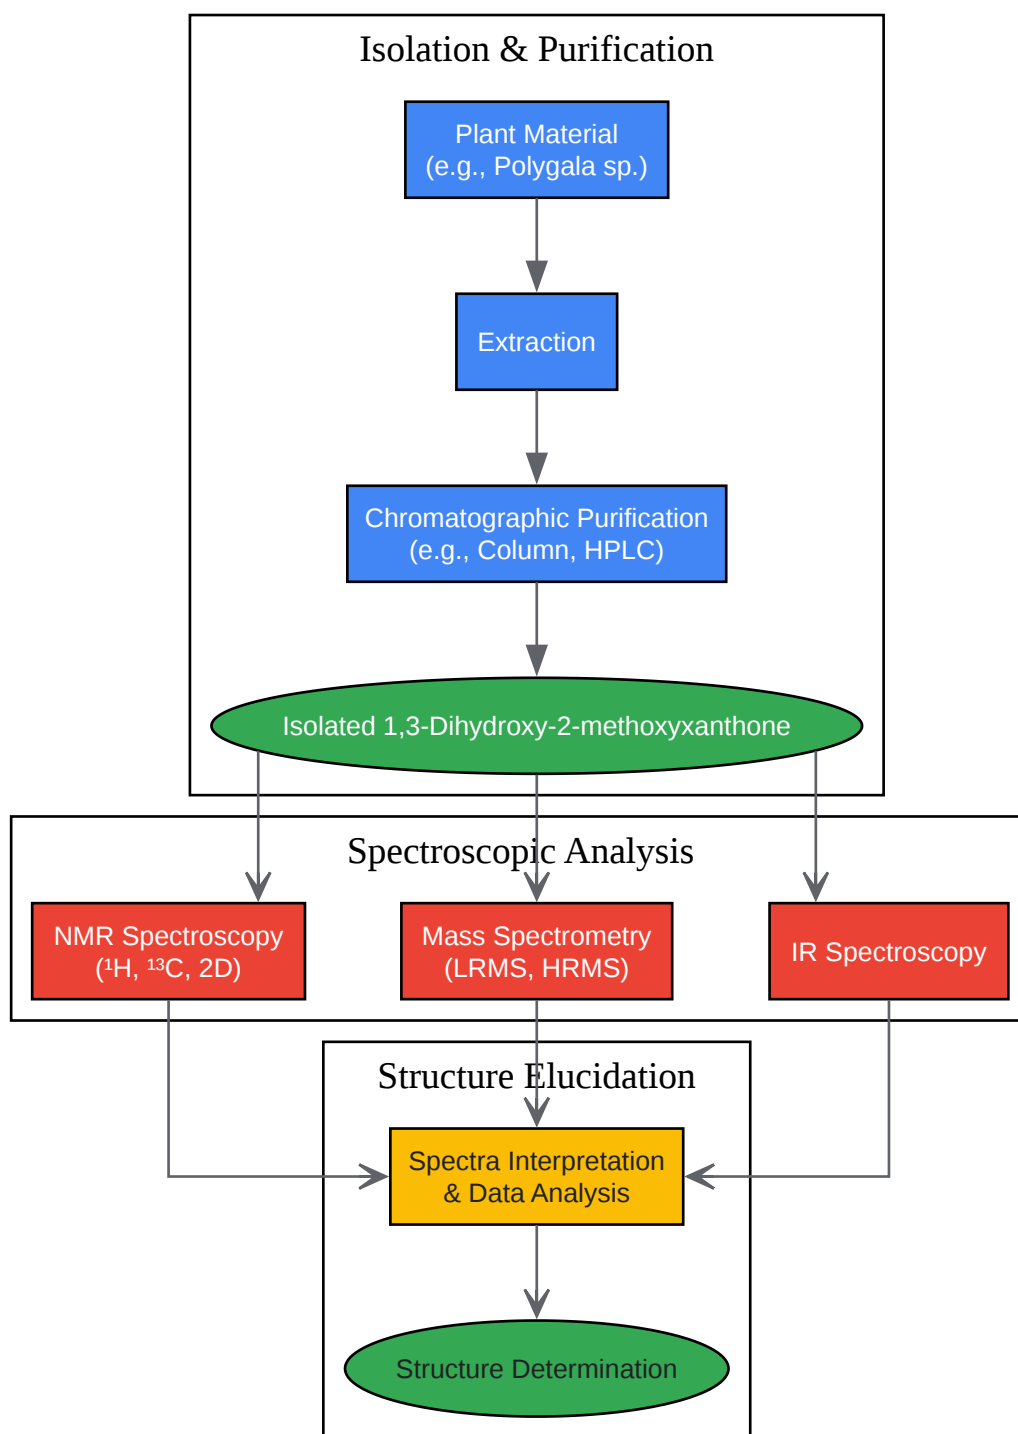 Isolation & Purification
Plant Material
(e.g., Polygala sp.)
Extraction
Chromatographic Purification
(e.g., Column, HPLC)
Isolated 1,3-Dihydroxy-2-methoxyxanthone
Spectroscopic Analysis
NMR Spectroscopy
(¹H, ¹³C, 2D)
Mass Spectrometry
(LRMS, HRMS)
IR Spectroscopy
Structure Elucidation
Spectra Interpretation
& Data Analysis
Structure Determination